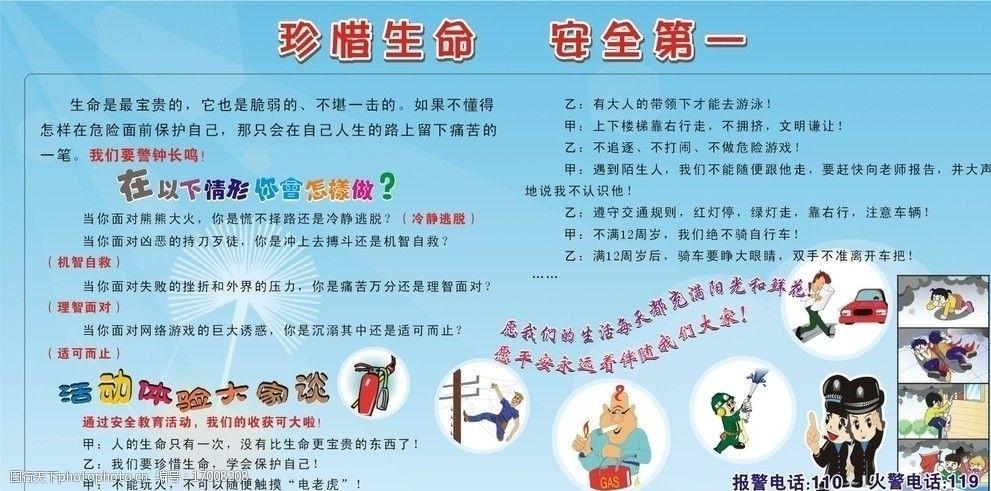 珍惜生命 安全第一
生命是最宝贵的，它也是脆弱的、不堪一击的。如果不懂得
怎样在危险面前保护自己，那只会在自己人生的路上留下痛苦的
一笔。我们要警钟长鸣！
在以下情形你會怎樣做？
当你面对熊熊大火，你是慌不择路还是冷静逃脱？（冷静逃脱）
当你面对凶恶的持刀歹徒，你是冲上去搏斗还是机智自救？
（机智自救）
当你面对失败的挫折和外界的压力，你是痛苦万分还是理智面对？
（理智面对）
当你面对网络游戏的巨大诱惑，你是沉溺其中还是适可而止？
（适可而止）
活动体验大家谈
通过安全教育活动，我们的收获可大啦！
甲：人的生命只有一次，没有比生命更宝贵的东西了！
乙：我们要珍惜生命，学会保护自己！
甲：不能玩火，不可以随便触摸“电老虎”！
乙：有大人的带领下才能去游泳！
甲：上下楼梯靠右行走，不拥挤，文明谦让！
乙：不追逐、不打闹、不做危险游戏！
甲：遇到陌生人，我们不能随便跟他走，要赶快向老师报告，并大声
地说我不认识他！
乙：遵守交通规则，红灯停，绿灯走，靠右行，注意车辆！
甲：不满12周岁，我们绝不骑自行车！
乙：满12周岁后，骑车要睁大眼睛，双手不准离开车把！
……
愿我们的生活每天都充满阳光和鲜花！
愿平安永远着伴随我们大家！
GAS
报警电话:110 火警电话:119
图行天下photophoto.cn 编号:17008208